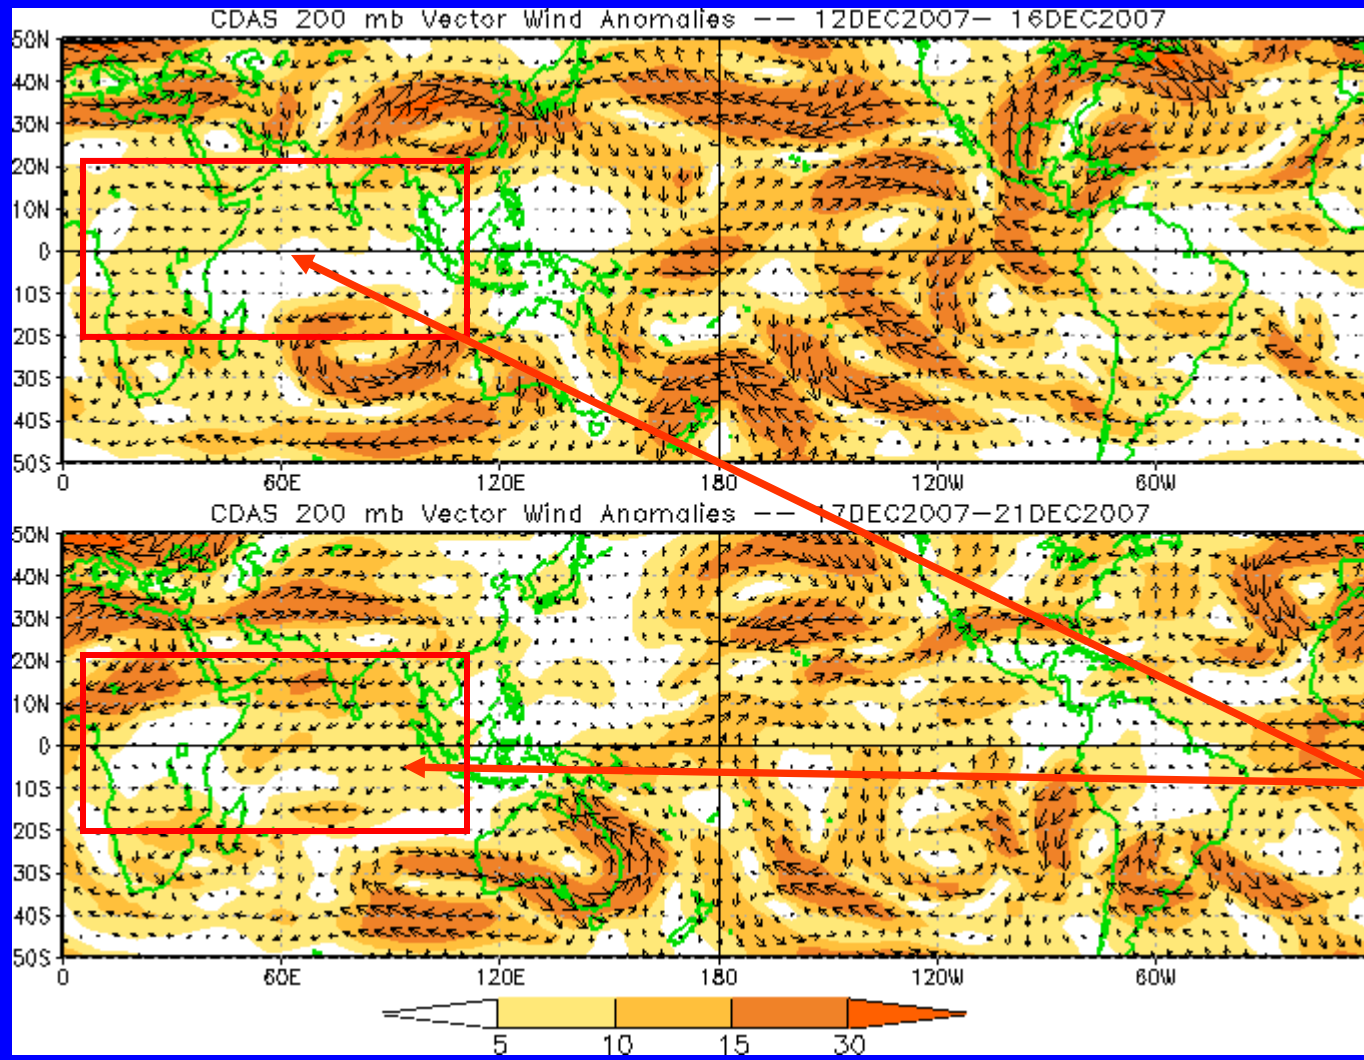 CDAS 200 mb Vector Wind Anomalies -- 12DEC2007- 16DEC2007
50N
40N
30N
20N
10N
0
10S
20S
30S
40S
50S
0 60E 120E 180 120W 60W
CDAS 200 mb Vector Wind Anomalies -- 17DEC2007-21DEC2007
50N
40N
30N
20N
10N
0
10S
20S
30S
40S
50S
0 60E 120E 180 120W 60W
5 10 15 30